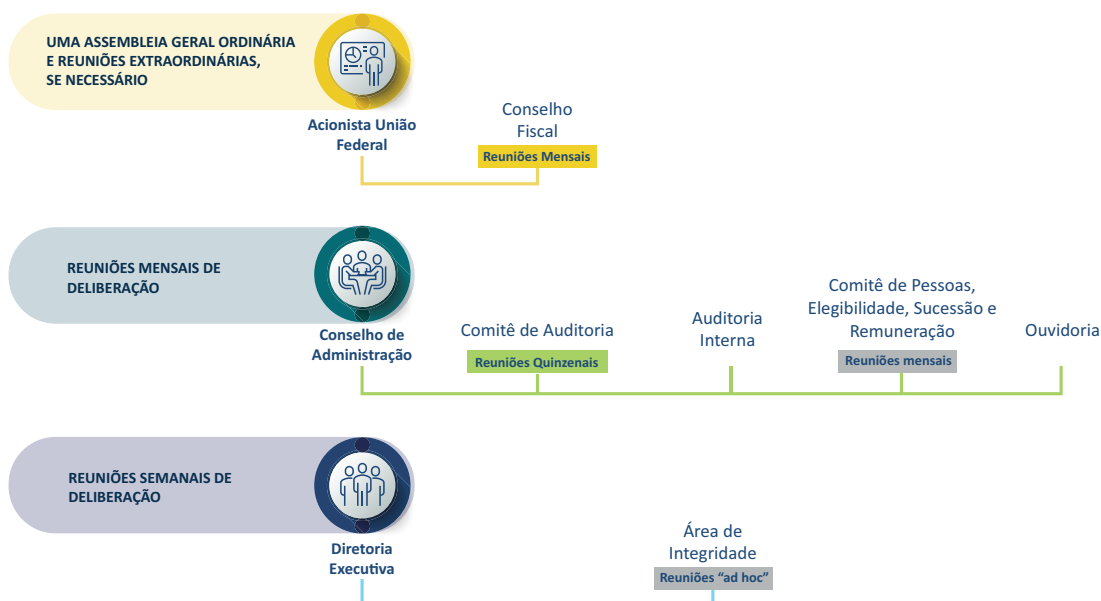 UMA ASSEMBLEIA GERAL ORDINÁRIA
E REUNIÕES EXTRAORDINÁRIAS,
SE NECESSÁRIO
Acionista União
Federal
Conselho
Fiscal
Reuniões Mensais
REUNIÕES MENSAIS DE
DELIBERAÇÃO
Conselho de
Administração
Comitê de Auditoria
Reuniões Quinzenais
Auditoria
Interna
Comitê de Pessoas,
Elegibilidade, Sucessão e
Remuneração
Reuniões mensais
Ouvidoria
REUNIÕES SEMANAIS DE
DELIBERAÇÃO
Diretoria
Executiva
Área de
Integridade
Reuniões “ad hoc”